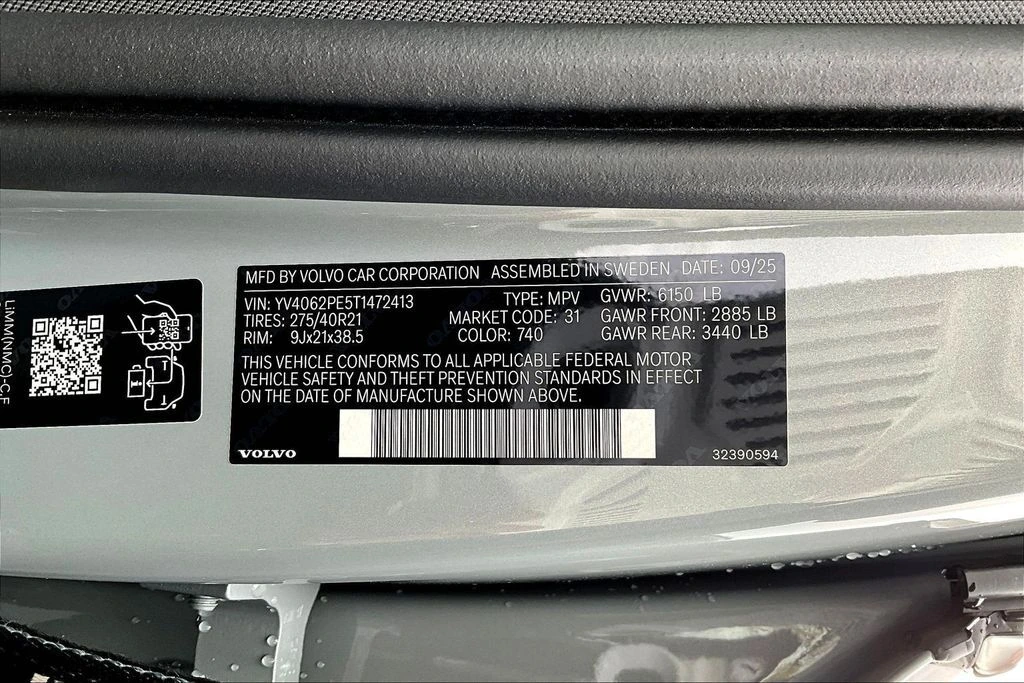 MFD BY VOLVO CAR CORPORATION ASSEMBLED IN SWEDEN DATE: 09/25
VIN: YV4062PE5T1472413 TYPE: MPV GVWR: 6150 LB
TIRES: 275/40R21 MARKET CODE: 31 GAWR FRONT: 2885 LB
RIM: 9Jx21x38.5 COLOR: 740 GAWR REAR: 3440 LB
THIS VEHICLE CONFORMS TO ALL APPLICABLE FEDERAL MOTOR
VEHICLE SAFETY AND THEFT PREVENTION STANDARDS IN EFFECT
ON THE DATE OF MANUFACTURE SHOWN ABOVE.
VOLVO 32390594